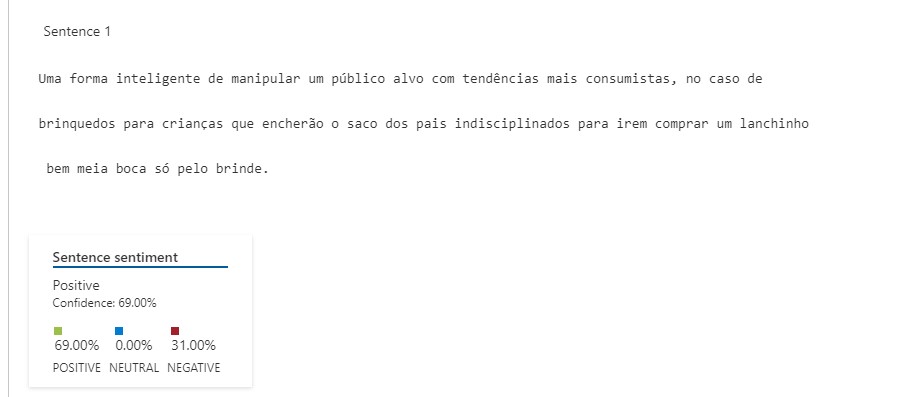 Sentence 1
Uma forma inteligente de manipular um público alvo com tendências mais consumistas, no caso de
brinquedos para crianças que encherão o saco dos pais indisciplinados para irem comprar um lanchinho
bem meia boca só pelo brinde.
Sentence sentiment
Positive
Confidence: 69.00%
69.00% 0.00% 31.00%
POSITIVE NEUTRAL NEGATIVE